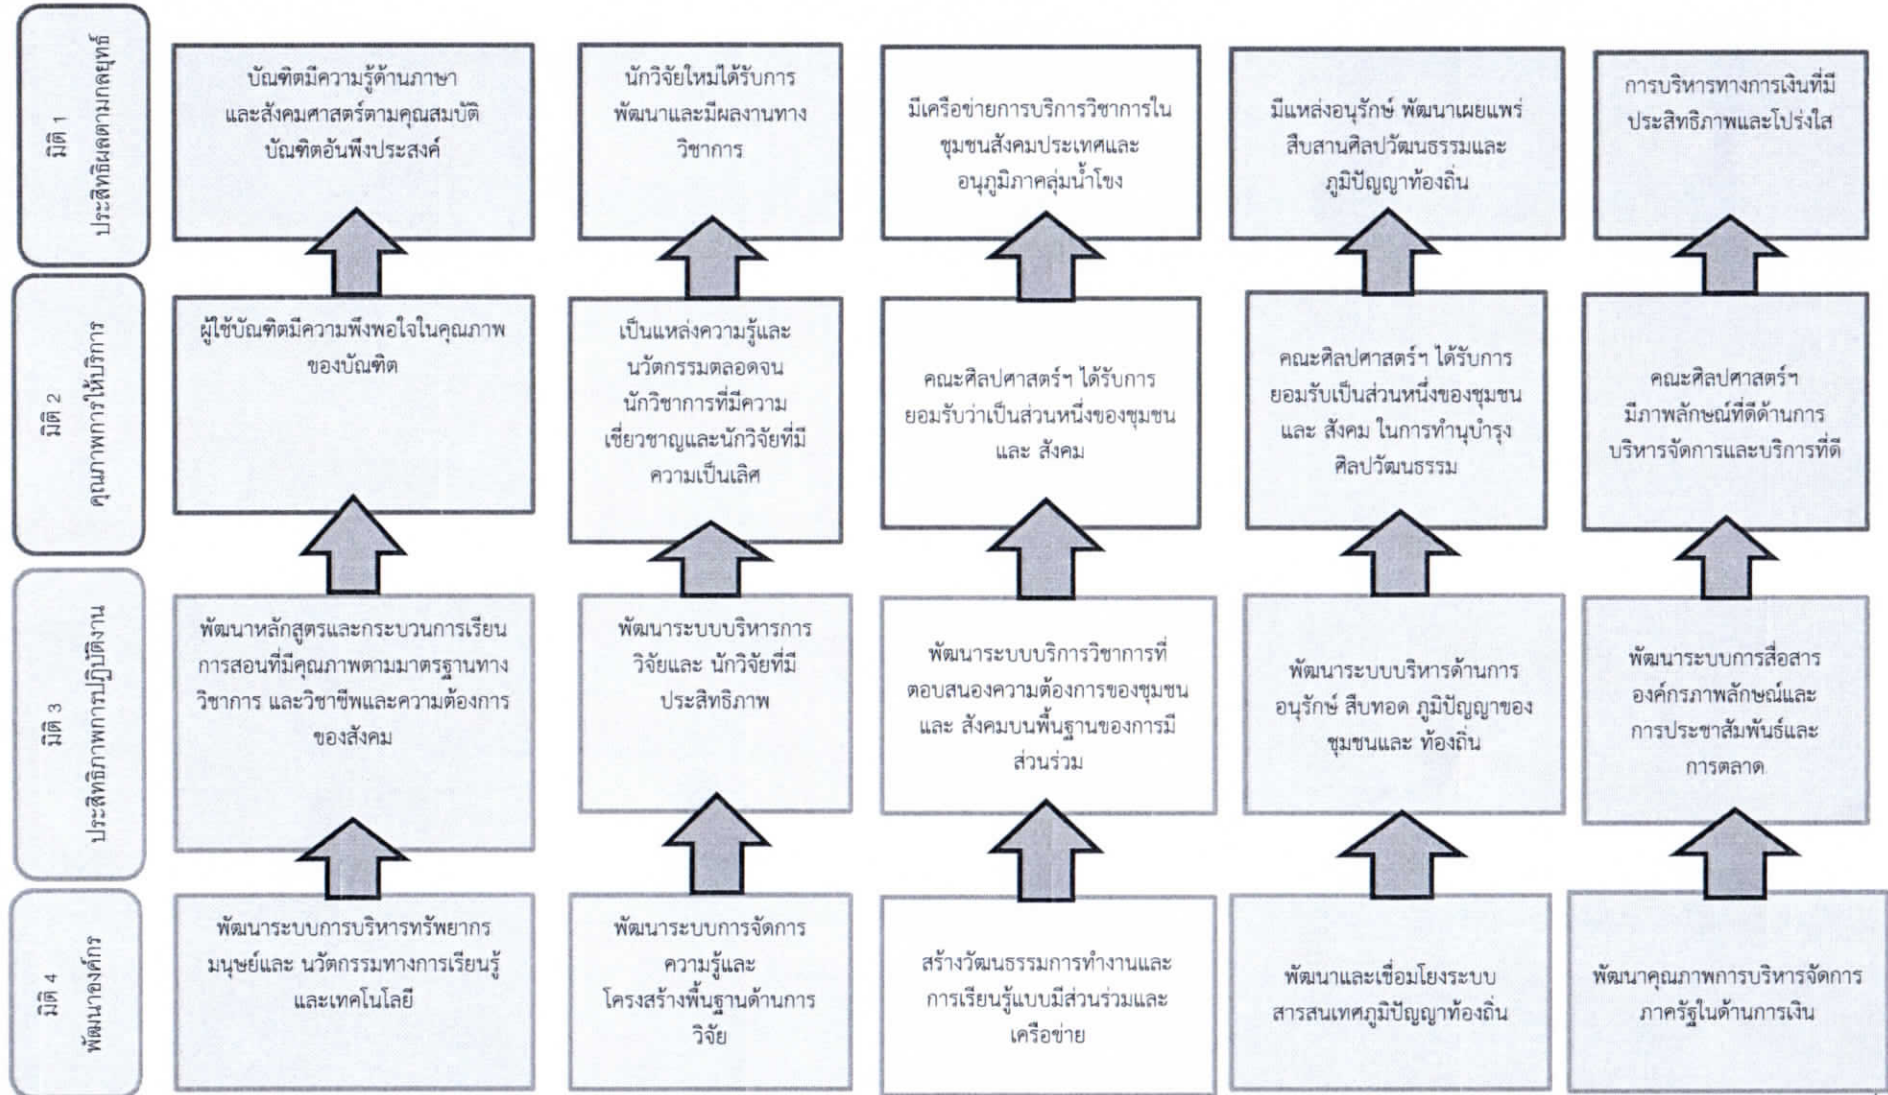 มิติ 1
ประสิทธิผลตามกลยุทธ์
บัณฑิตมีความรู้ด้านภาษา
และสังคมศาสตร์ตามคุณสมบัติ
บัณฑิตอันพึงประสงค์
นักวิจัยใหม่ได้รับการ
พัฒนาและมีผลงานทาง
วิชาการ
มีเครือข่ายการบริการวิชาการใน
ชุมชนสังคมประเทศและ
อนุภูมิภาคลุ่มน้ำโขง
มีแหล่งอนุรักษ์ พัฒนาเผยแพร่
สืบสานศิลปวัฒนธรรมและ
ภูมิปัญญาท้องถิ่น
การบริหารทางการเงินที่มี
ประสิทธิภาพและโปร่งใส
มิติ 2
คุณภาพการให้บริการ
ผู้ใช้บัณฑิตมีความพึงพอใจในคุณภาพ
ของบัณฑิต
เป็นแหล่งความรู้และ
นวัตกรรมตลอดจน
นักวิชาการที่มีความ
เชี่ยวชาญและนักวิจัยที่มี
ความเป็นเลิศ
คณะศิลปศาสตร์ฯ ได้รับการ
ยอมรับว่าเป็นส่วนหนึ่งของชุมชน
และ สังคม
คณะศิลปศาสตร์ฯ ได้รับการ
ยอมรับเป็นส่วนหนึ่งของชุมชน
และ สังคม ในการทำนุบำรุง
ศิลปวัฒนธรรม
คณะศิลปศาสตร์ฯ
มีภาพลักษณ์ที่ดีด้านการ
บริหารจัดการและบริการที่ดี
มิติ 3
ประสิทธิภาพการปฏิบัติงาน
พัฒนาหลักสูตรและกระบวนการเรียน
การสอนที่มีคุณภาพตามมาตรฐานทาง
วิชาการ และวิชาชีพและความต้องการ
ของสังคม
พัฒนาระบบบริหารการ
วิจัยและ นักวิจัยที่มี
ประสิทธิภาพ
พัฒนาระบบบริการวิชาการที่
ตอบสนองความต้องการของชุมชน
และ สังคมบนพื้นฐานของการมี
ส่วนร่วม
พัฒนาระบบบริหารด้านการ
อนุรักษ์ สืบทอด ภูมิปัญญาของ
ชุมชนและ ท้องถิ่น
พัฒนาระบบการสื่อสาร
องค์กรภาพลักษณ์และ
การประชาสัมพันธ์และ
การตลาด
มิติ 4
พัฒนาองค์กร
พัฒนาระบบการบริหารทรัพยากร
มนุษย์และ นวัตกรรมทางการเรียนรู้
และเทคโนโลยี
พัฒนาระบบการจัดการ
ความรู้และ
โครงสร้างพื้นฐานด้านการ
วิจัย
สร้างวัฒนธรรมการทำงานและ
การเรียนรู้แบบมีส่วนร่วมและ
เครือข่าย
พัฒนาและเชื่อมโยงระบบ
สารสนเทศภูมิปัญญาท้องถิ่น
พัฒนาคุณภาพการบริหารจัดการ
ภาครัฐในด้านการเงิน